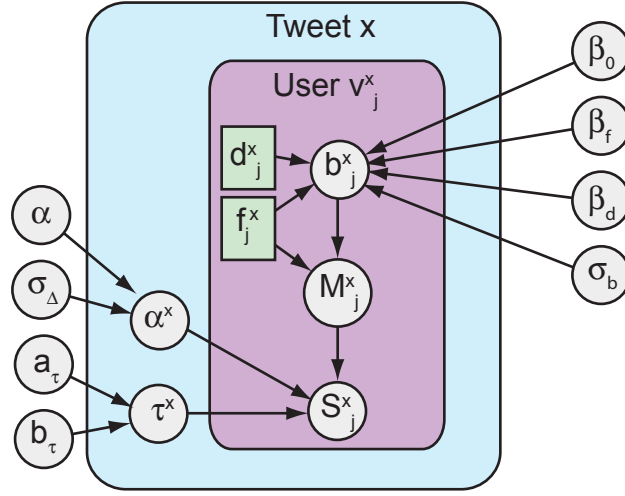 Tweet x
User v^x_j
d^x_j
f^x_j
b^x_j
M^x_j
S^x_j
α
σ_Δ
a_τ
b_τ
α^x
τ^x
β_0
β_f
β_d
σ_b